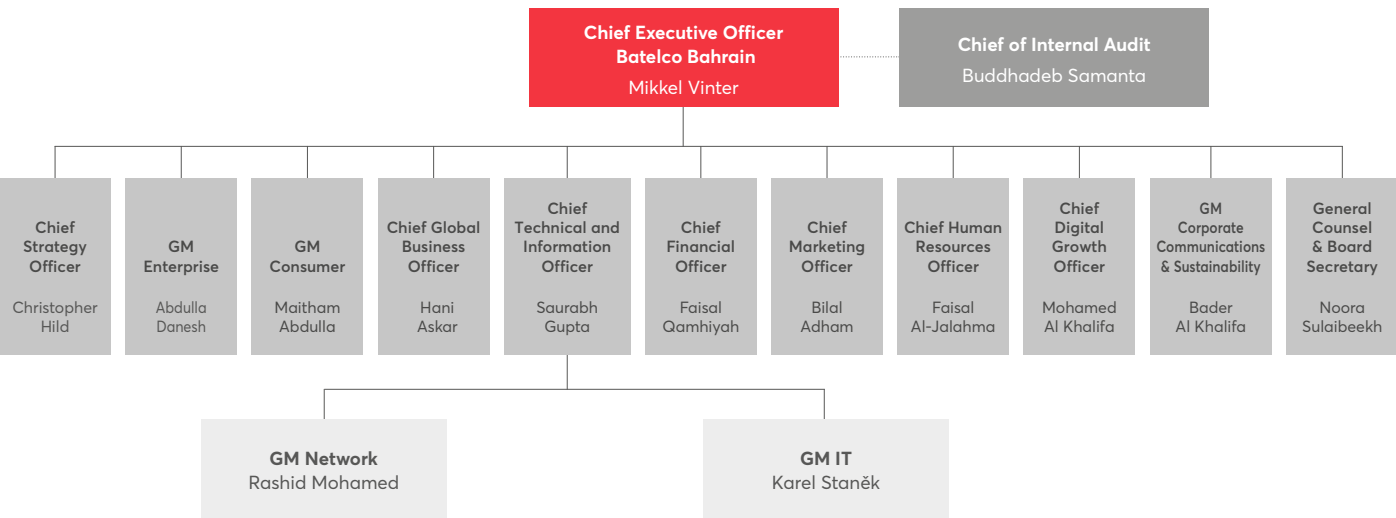 Chief Executive Officer
Batelco Bahrain
Mikkel Vinter
Chief of Internal Audit
Buddhadeb Samanta
Chief
Strategy
Officer
Christopher
Hild
GM
Enterprise
Abdulla
Danesh
GM
Consumer
Maitham
Abdulla
Chief Global
Business
Officer
Hani
Askar
Chief
Technical and
Information
Officer
Saurabh
Gupta
Chief
Financial
Officer
Faisal
Qamhiyah
Chief
Marketing
Officer
Bilal
Adham
Chief Human
Resources
Officer
Faisal
Al-Jalahma
Chief
Digital
Growth
Officer
Mohamed
Al Khalifa
GM
Corporate
Communications
& Sustainability
Bader
Al Khalifa
General
Counsel
& Board
Secretary
Noora
Sulaibeekh
GM Network
Rashid Mohamed
GM IT
Karel Staněk